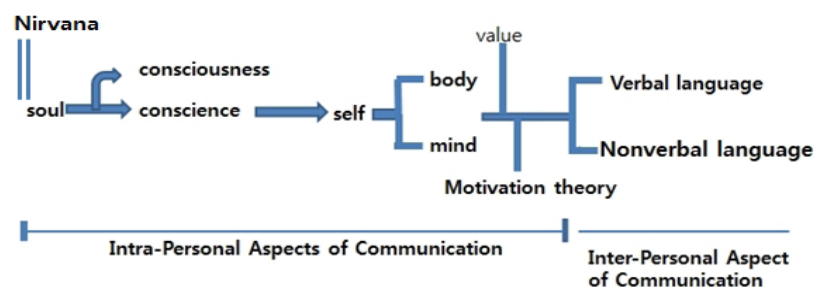 Nirvana
value
consciousness
body
Verbal language
soul
conscience
self
mind
Nonverbal language
Motivation theory
Intra-Personal Aspects of Communication
Inter-Personal Aspect
of Communication